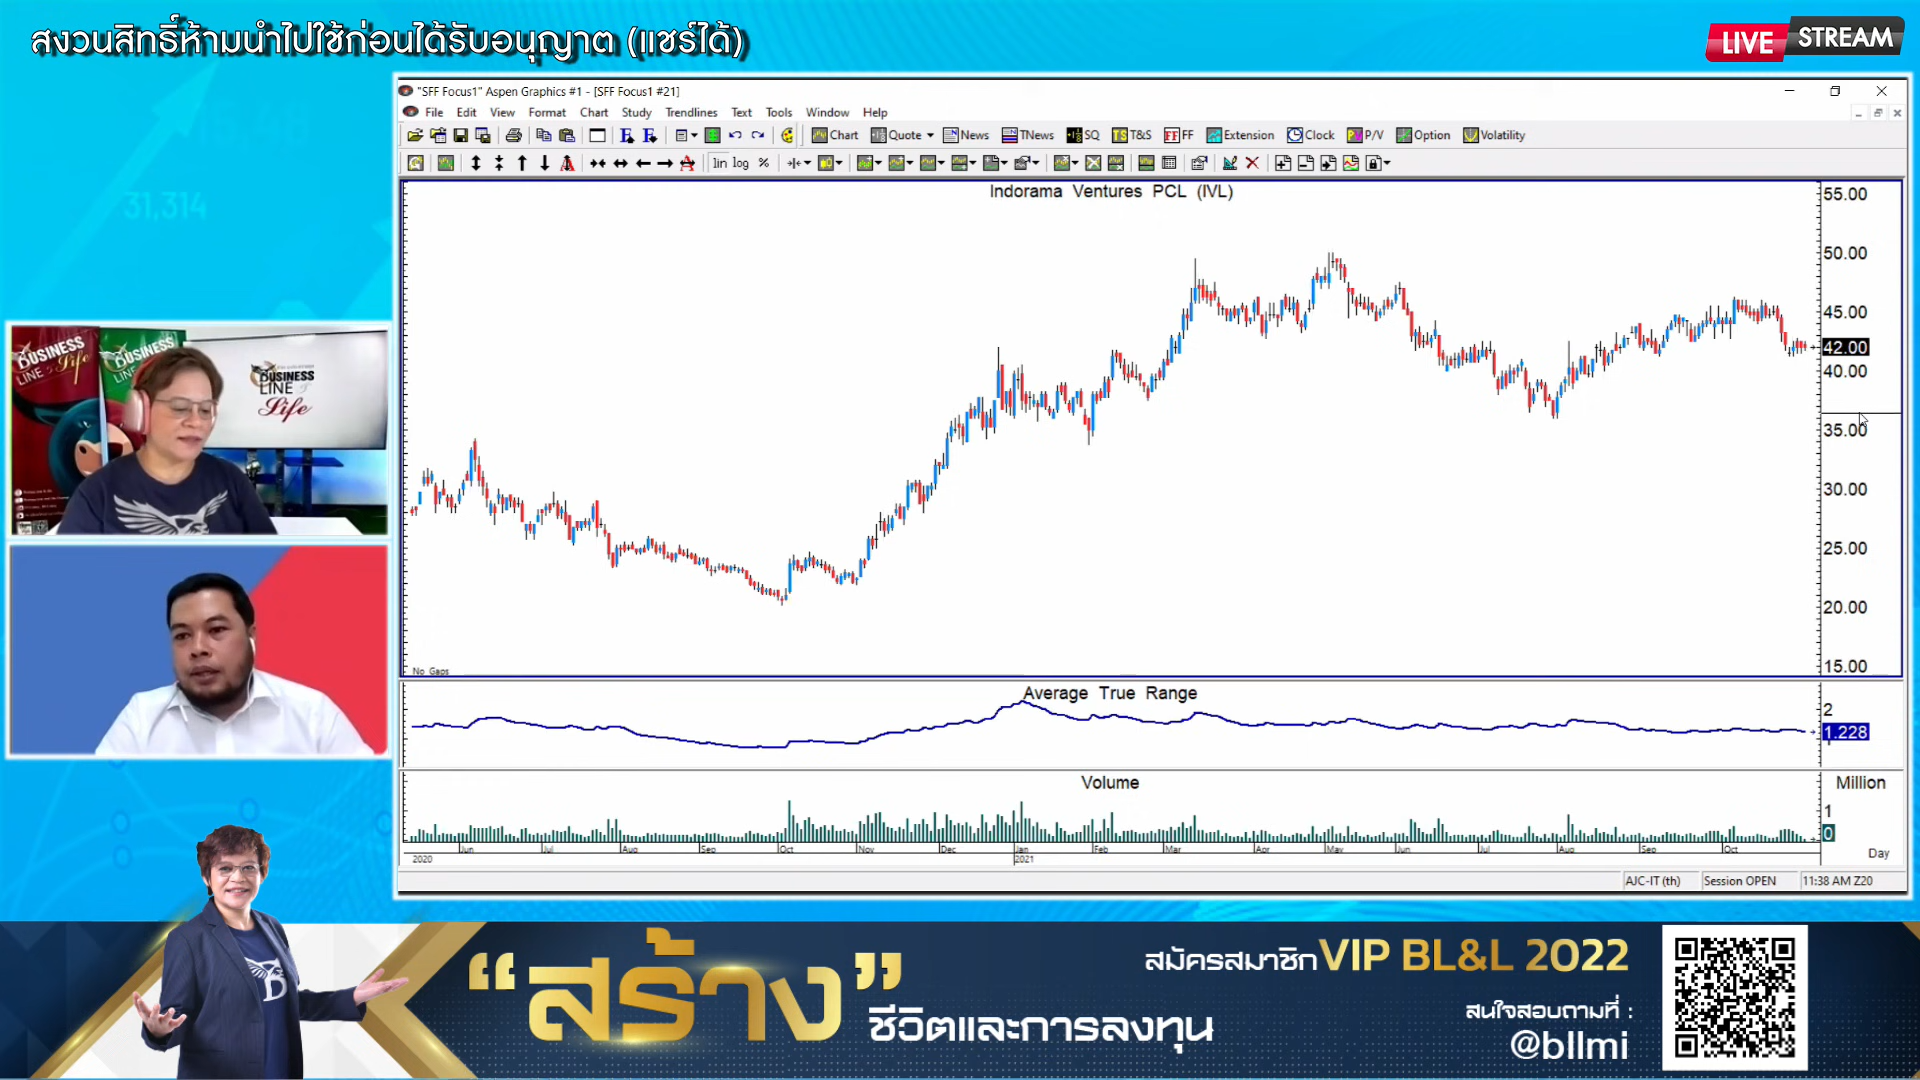 สงวนสิทธิ์ห้ามนำไปใช้ก่อนได้รับอนุญาต (แชร์ได้)
LIVE STREAM
31,314
"SFF Focus1" Aspen Graphics #1 - [SFF Focus1 #21]
File Edit View Format Chart Study Trendlines Text Tools Window Help
Chart Quote News TNews SQ T&S FF Extension Clock P/V Option Volatility
lin log %
Indorama Ventures PCL (IVL)
55.00
50.00
45.00
42.00
40.00
35.00
30.00
25.00
20.00
15.00
No Gaps
Average True Range
2
1.228
Volume
Million
1
0
Jun Jul Aug Sep Oct Nov Dec Jan Feb Mar Apr May Jun Jul Aug Sep Oct
2020 2021
Day
AJC-IT (th) Session OPEN 11:38 AM Z20
BUSINESS
LINE
Life
BUSINESS
LINE
BUSINESS
LINE
Life
“สร้าง”
ชีวิตและการลงทุน
สมัครสมาชิก VIP BL&L 2022
สนใจสอบถามที่ :
@bllmi